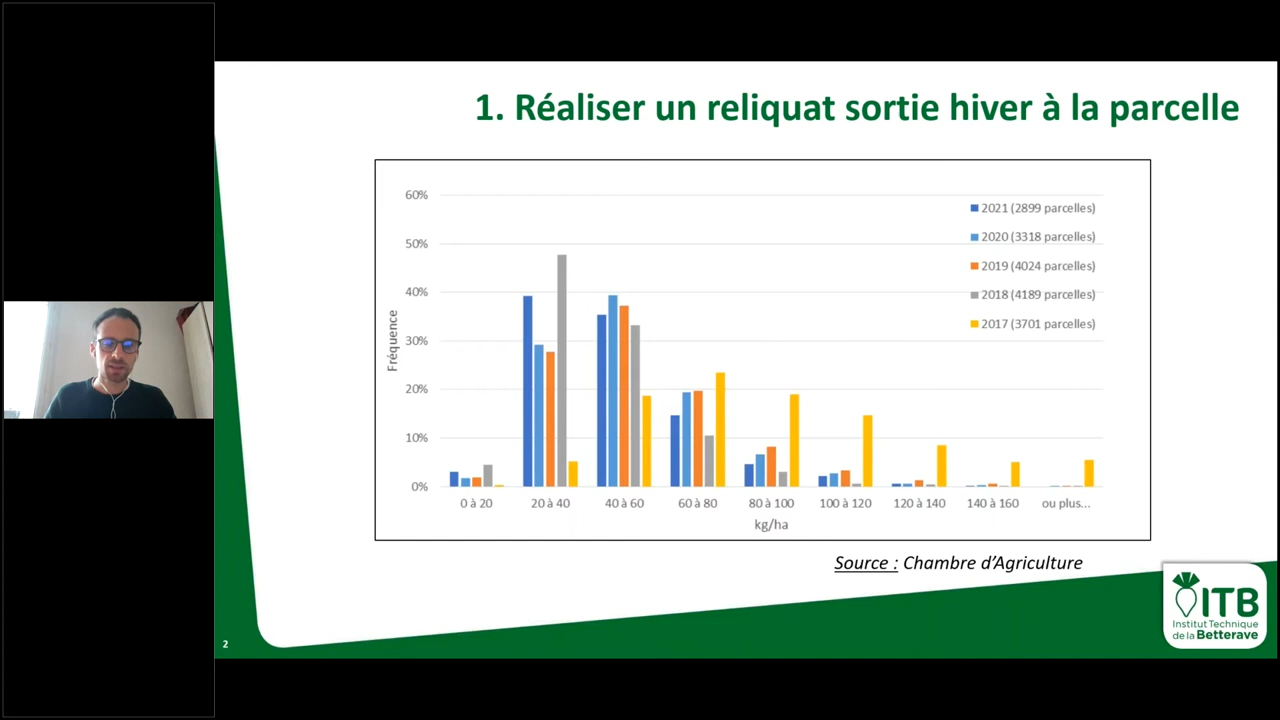 1. Réaliser un reliquat sortie hiver à la parcelle
60%
50%
40%
30%
20%
10%
0%
Fréquence
2021 (2899 parcelles)
2020 (3318 parcelles)
2019 (4024 parcelles)
2018 (4189 parcelles)
2017 (3701 parcelles)
0 à 20 20 à 40 40 à 60 60 à 80 80 à 100 100 à 120 120 à 140 140 à 160 ou plus...
kg/ha
Source : Chambre d’Agriculture
2
ITB
Institut Technique
de la Betterave